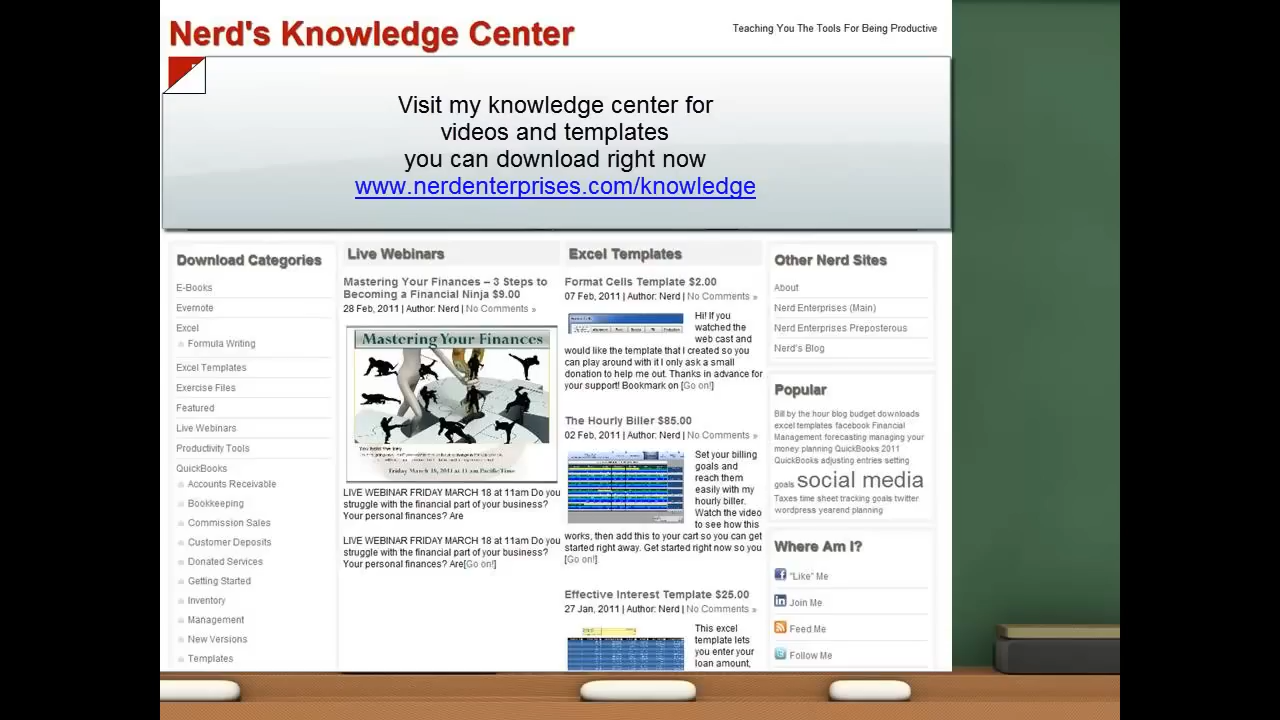 Nerd's Knowledge Center
Teaching You The Tools For Being Productive
Visit my knowledge center for
videos and templates
you can download right now
www.nerdenterprises.com/knowledge
Download Categories
E-Books
Evernote
Excel
Formula Writing
Excel Templates
Exercise Files
Featured
Live Webinars
Productivity Tools
QuickBooks
Accounts Receivable
Bookkeeping
Commission Sales
Customer Deposits
Donated Services
Getting Started
Inventory
Management
New Versions
Templates
Live Webinars
Mastering Your Finances – 3 Steps to
Becoming a Financial Ninja $9.00
28 Feb, 2011 | Author: Nerd | No Comments »
Mastering Your Finances
You hold the key
Friday March 18, 2011 at 11 am Pacific Time
LIVE WEBINAR FRIDAY MARCH 18 at 11am Do you
struggle with the financial part of your business?
Your personal finances? Are
LIVE WEBINAR FRIDAY MARCH 18 at 11am Do you
struggle with the financial part of your business?
Your personal finances? Are[Go on!]
Excel Templates
Format Cells Template $2.00
07 Feb, 2011 | Author: Nerd | No Comments »
Hi! If you
watched the
web cast and
would like the template that I created so you
can play around with it I only ask a small
donation to help me out. Thanks in advance for
your support! Bookmark on [Go on!]
The Hourly Biller $85.00
02 Feb, 2011 | Author: Nerd | No Comments »
Set your billing
goals and
reach them
easily with my
hourly biller.
Watch the video
to see how this
works, then add this to your cart so you can get
started right away. Get started right now so you
[Go on!]
Effective Interest Template $25.00
27 Jan, 2011 | Author: Nerd | No Comments »
This excel
template lets
you enter your
loan amount,
Other Nerd Sites
About
Nerd Enterprises (Main)
Nerd Enterprises Preposterous
Nerd's Blog
Popular
Bill by the hour blog budget downloads
excel templates facebook Financial
Management forecasting managing your
money planning QuickBooks 2011
QuickBooks adjusting entries setting
goals social media
Taxes time sheet tracking goals twitter
wordpress yearend planning
Where Am I?
"Like" Me
Join Me
Feed Me
Follow Me